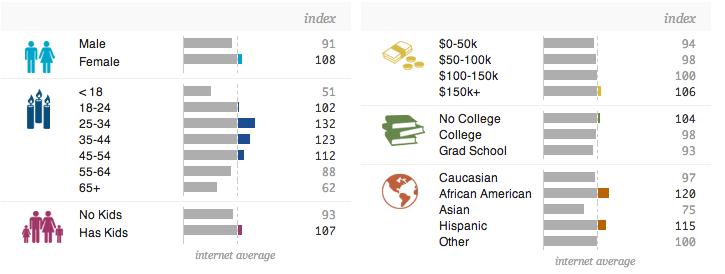 index
Male 91
Female 108
< 18 51
18-24 102
25-34 132
35-44 123
45-54 112
55-64 88
65+ 62
No Kids 93
Has Kids 107
internet average
index
$0-50k 94
$50-100k 98
$100-150k 100
$150k+ 106
No College 104
College 98
Grad School 93
Caucasian 97
African American 120
Asian 75
Hispanic 115
Other 100
internet average